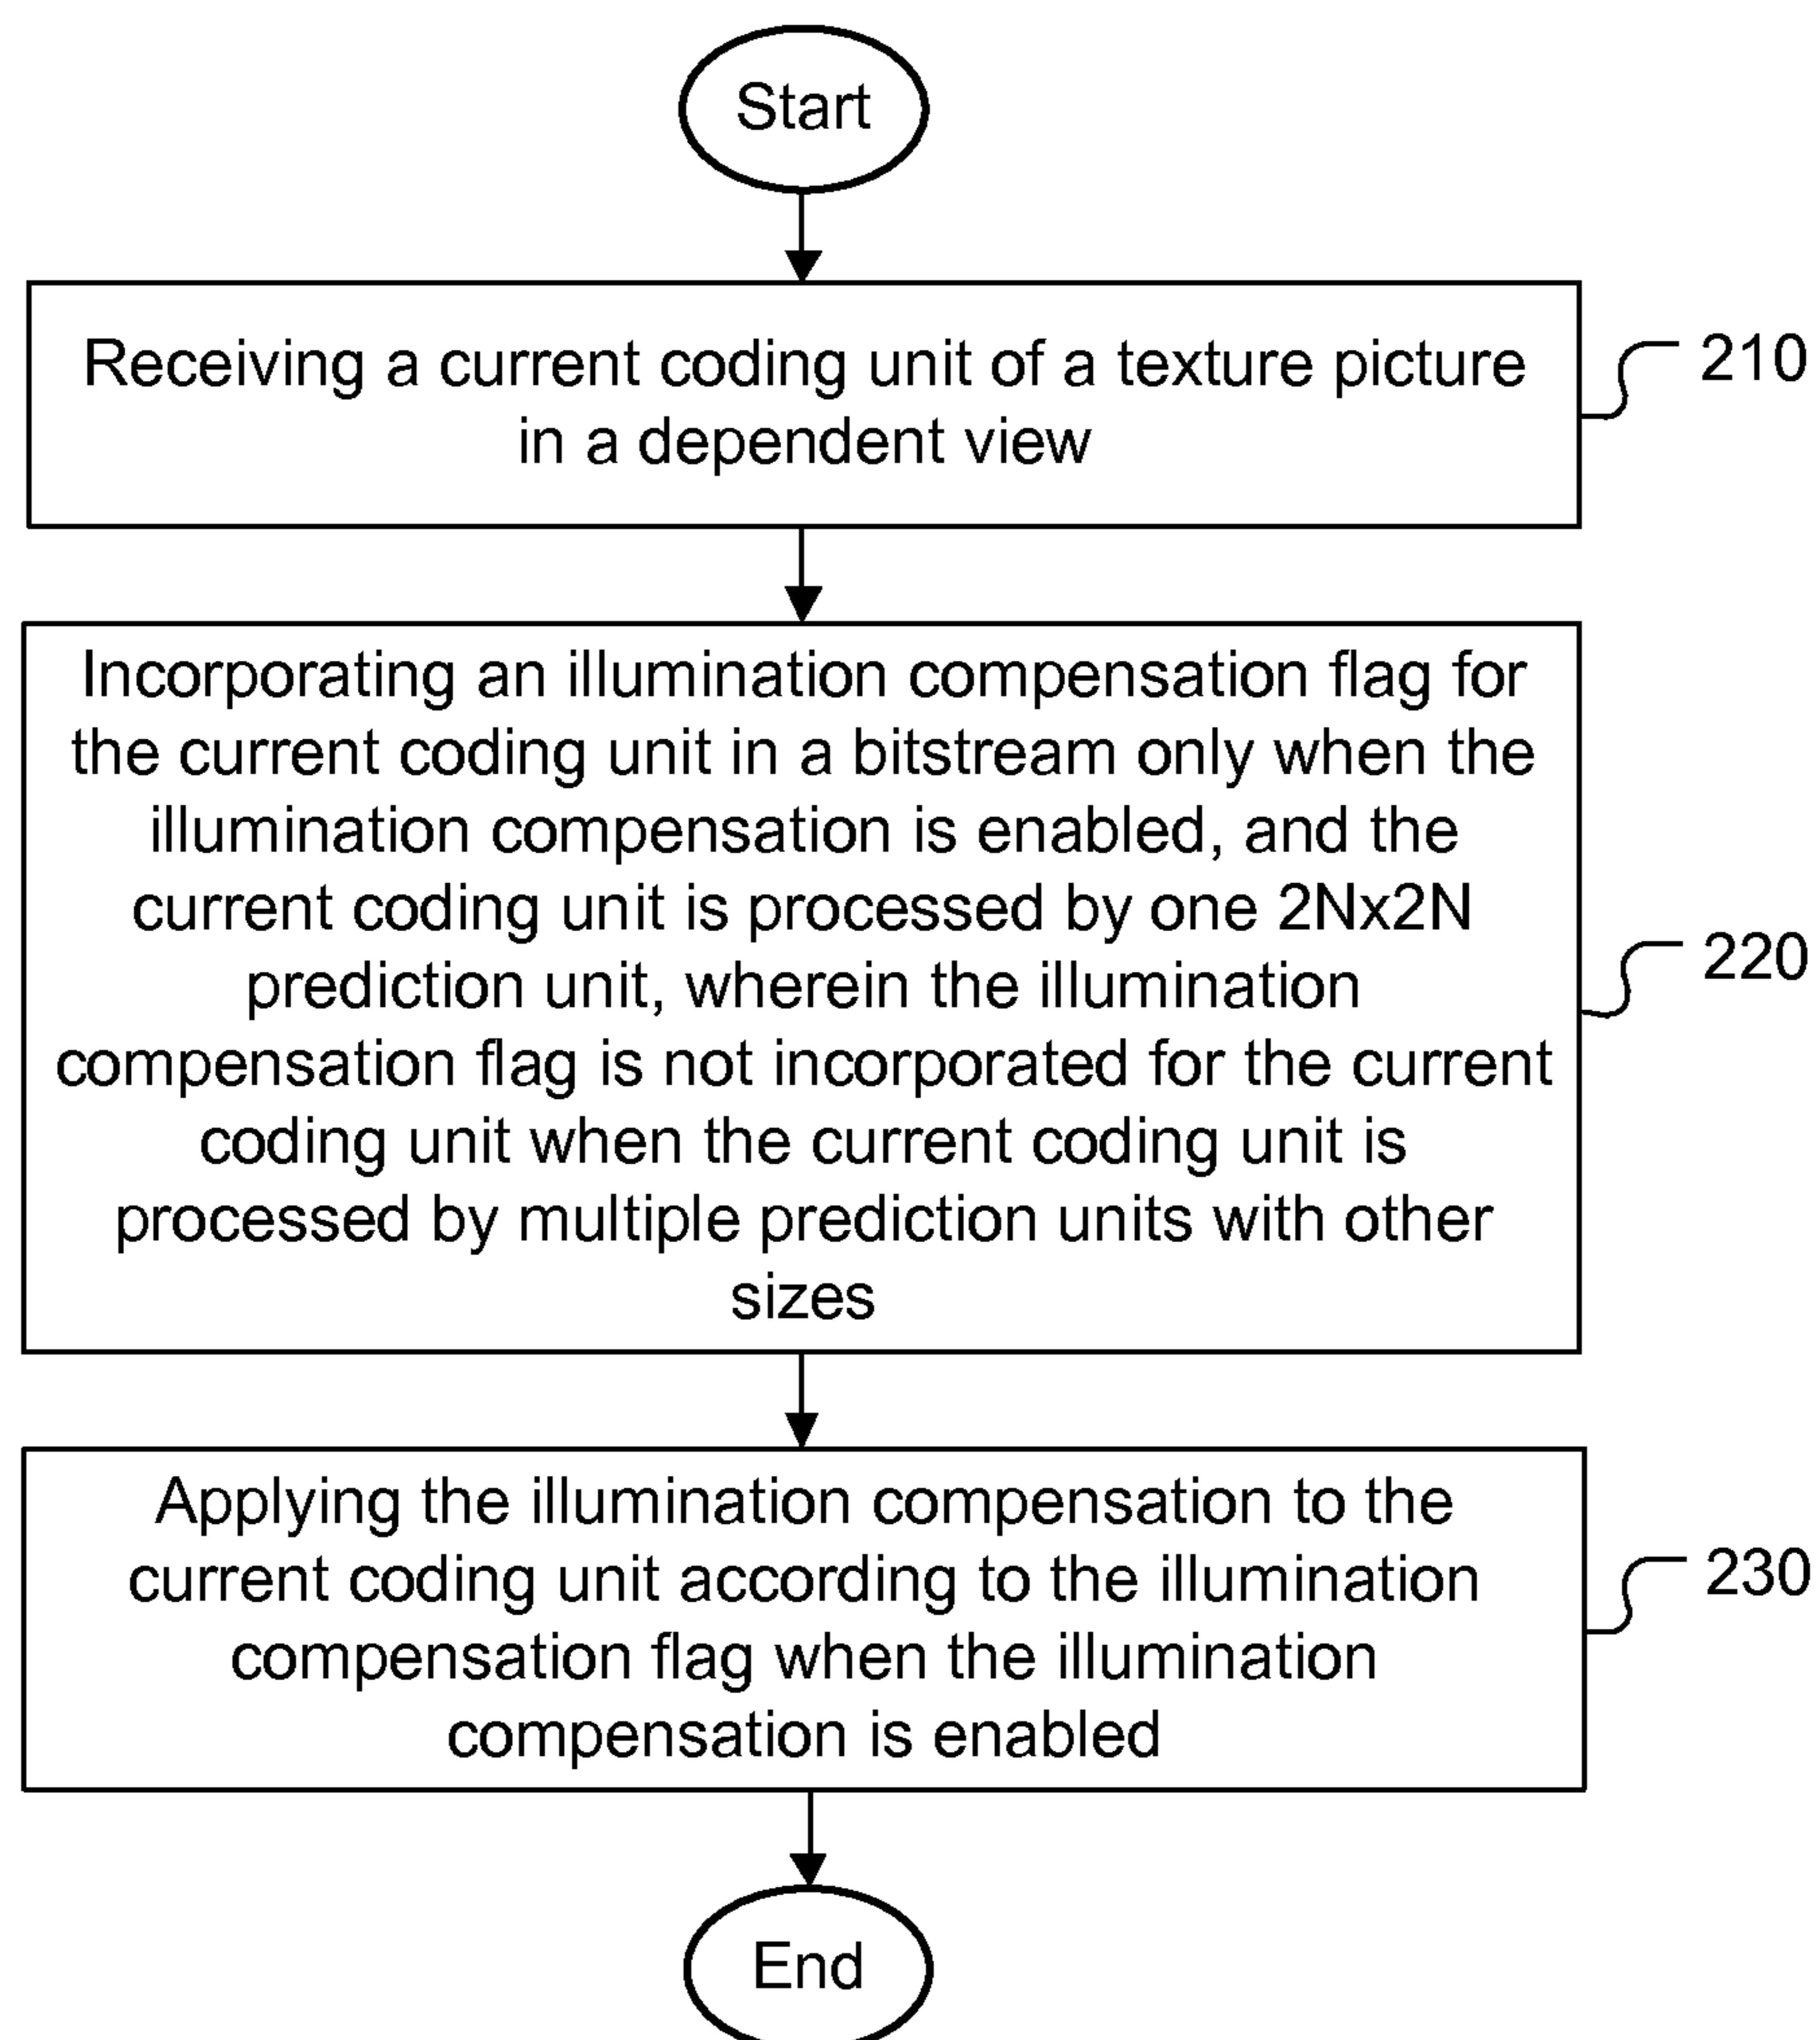 Start
Receiving a current coding unit of a texture picture
in a dependent view
210
Incorporating an illumination compensation flag for
the current coding unit in a bitstream only when the
illumination compensation is enabled, and the
current coding unit is processed by one 2Nx2N
prediction unit, wherein the illumination
compensation flag is not incorporated for the current
coding unit when the current coding unit is
processed by multiple prediction units with other
sizes
220
Applying the illumination compensation to the
current coding unit according to the illumination
compensation flag when the illumination
compensation is enabled
230
End